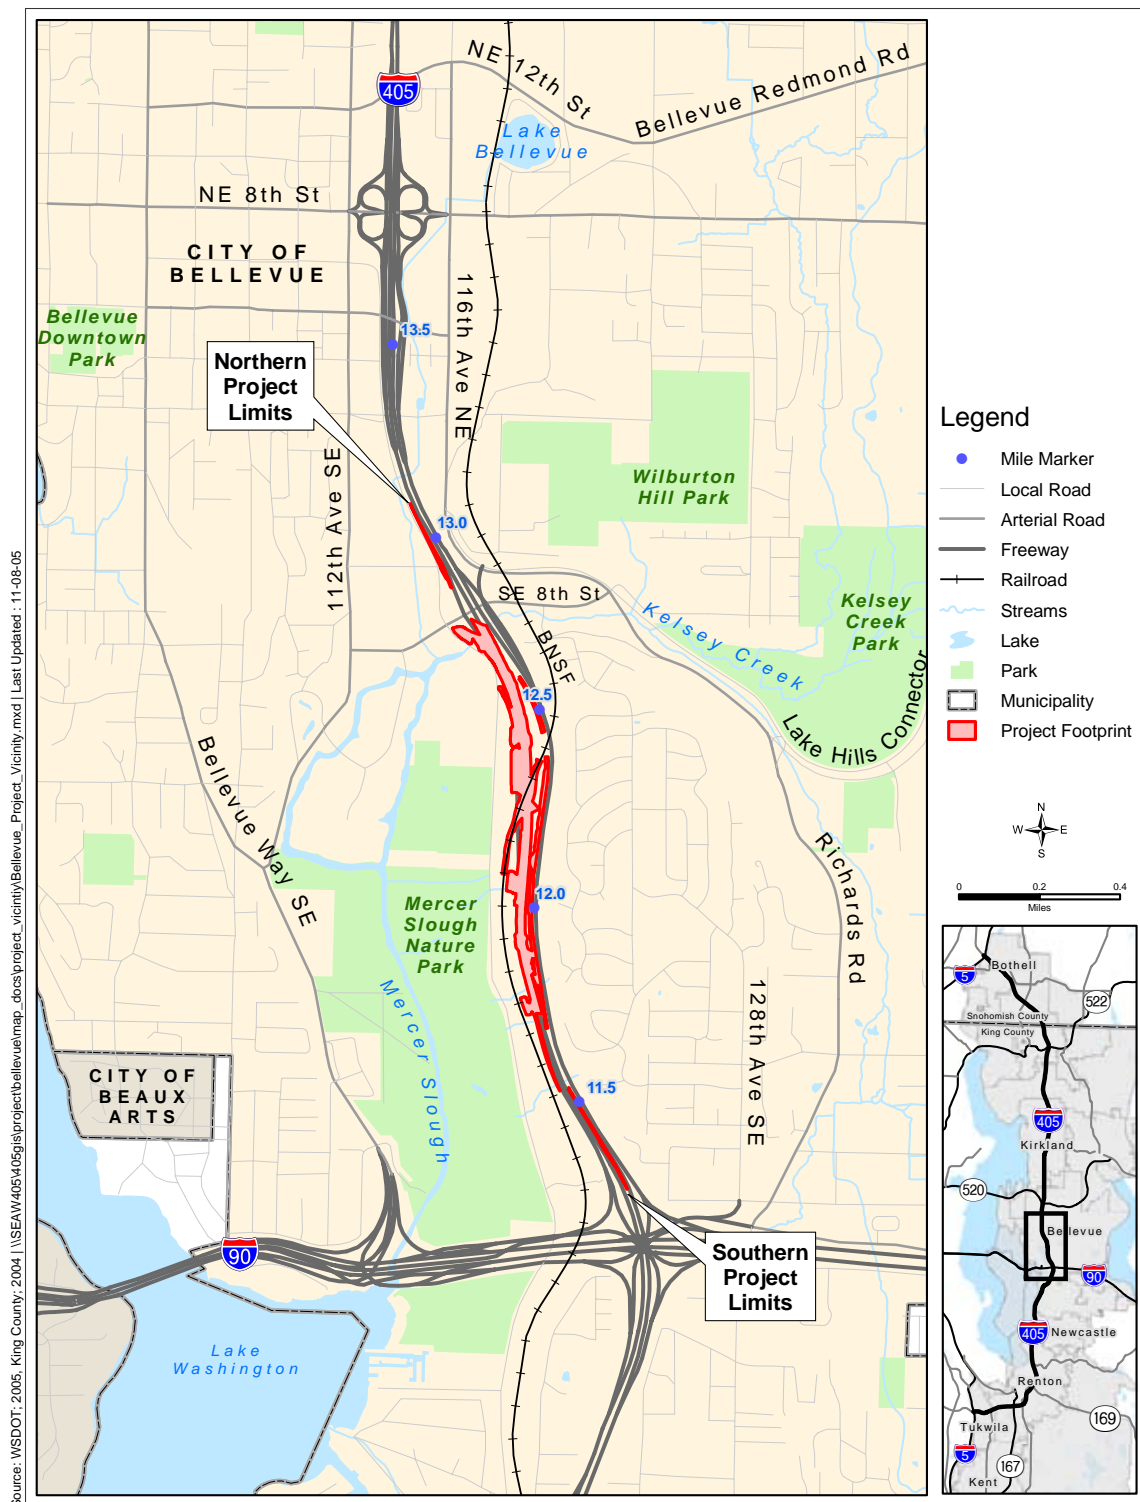 NE 12th St
Bellevue Redmond Rd
405
Lake
Bellevue
NE 8th St
CITY OF
BELLEVUE
116th Ave NE
Bellevue
Downtown
Park
13.5
Northern
Project
Limits
112th Ave SE
Wilburton
Hill Park
13.0
SE 8th St
Kelsey Creek
Kelsey
Creek
Park
BNSF
12.5
Lake Hills Connector
Bellevue Way SE
Richards Rd
Mercer
Slough
Nature
Park
12.0
Mercer Slough
128th Ave SE
CITY OF
BEAUX
ARTS
11.5
90
Southern
Project
Limits
Lake
Washington
Legend
Mile Marker
Local Road
Arterial Road
Freeway
Railroad
Streams
Lake
Park
Municipality
Project Footprint
N
W E
S
0 0.2 0.4
Miles
Bothell
5
522
Snohomish County
King County
405
Kirkland
520
Bellevue
90
405
Newcastle
Renton
169
Tukwila
5
167
Kent
Source: WSDOT; 2005, King County; 2004 | \\SEAW405\405gis\project\bellevue\map_docs\project_vicintiy\Bellevue_Project_Vicinity.mxd | Last Updated : 11-08-05